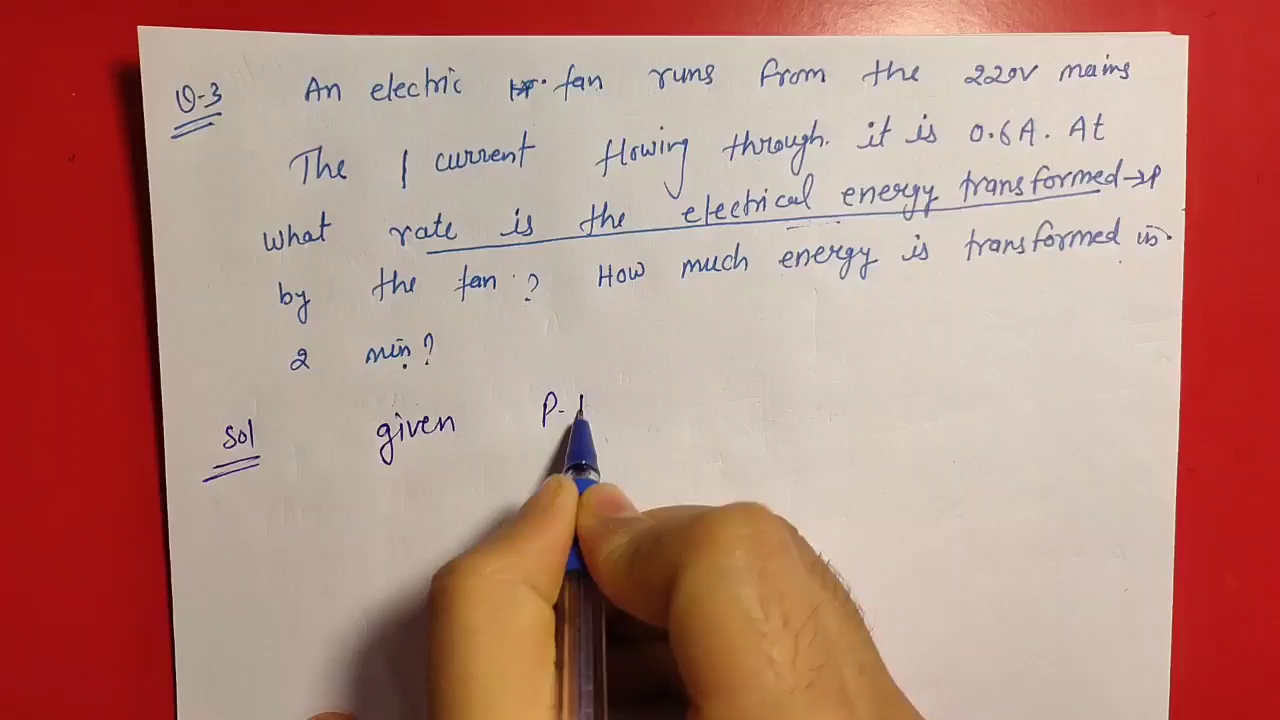 Q-3 An electric fan runs from the 220V mains
The current flowing through. it is 0.6A. At
what rate is the electrical energy transformed → P
by the fan? How much energy is transformed in
2 min?
Sol given P-